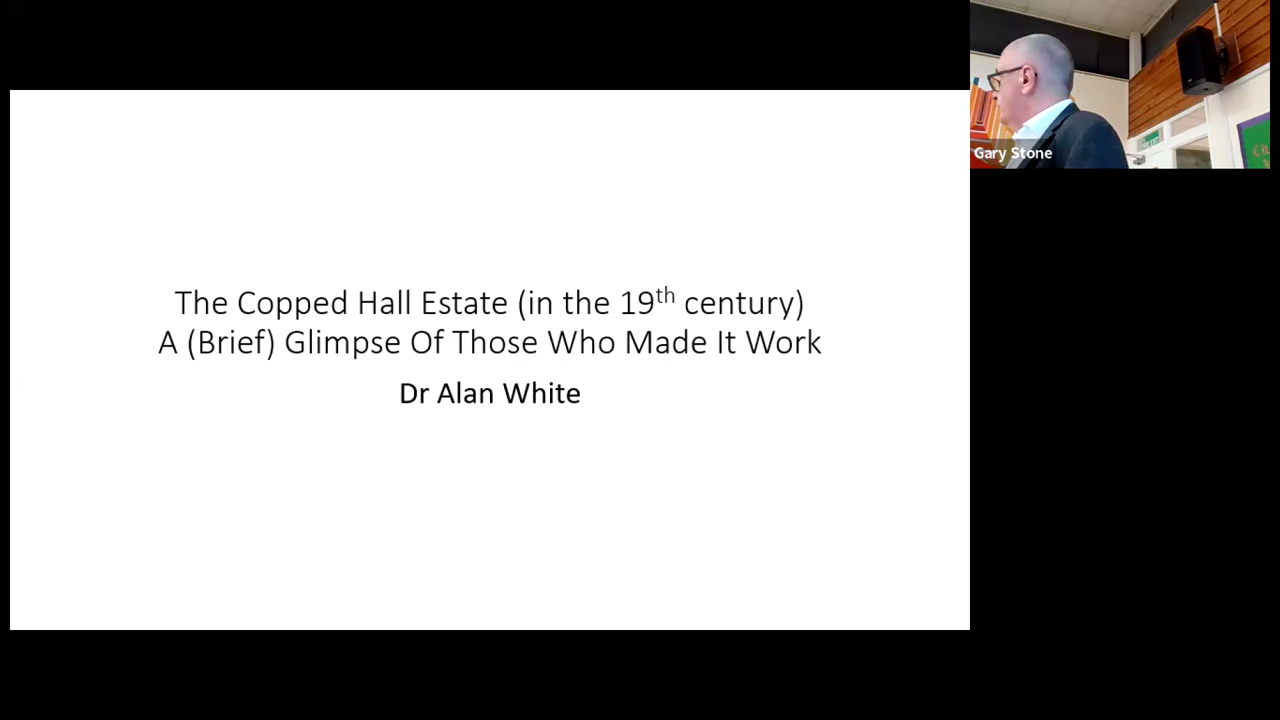 The Copped Hall Estate (in the 19th century)
A (Brief) Glimpse Of Those Who Made It Work
Dr Alan White
Gary Stone